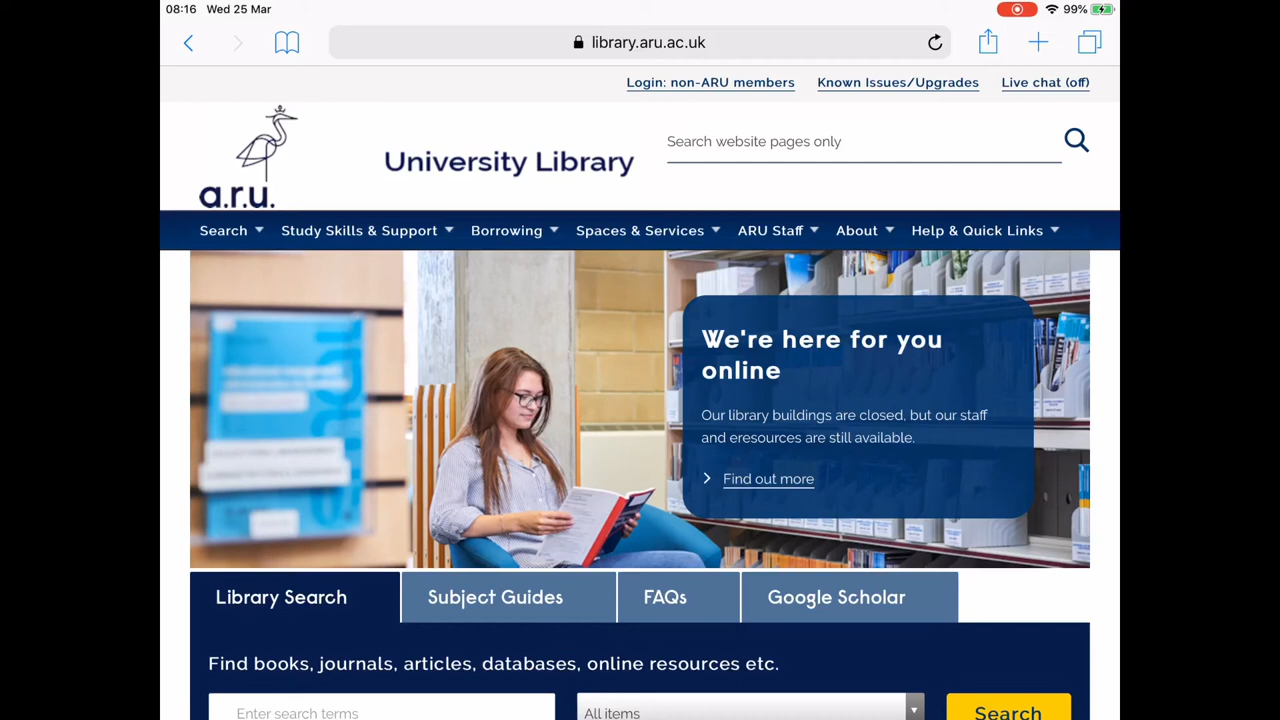 08:16 Wed 25 Mar
99%
library.aru.ac.uk
Login: non-ARU members Known Issues/Upgrades Live chat (off)
a.r.u.
University Library
Search website pages only
Search Study Skills & Support Borrowing Spaces & Services ARU Staff About Help & Quick Links
We're here for you
online
Our library buildings are closed, but our staff
and eresources are still available.
Find out more
Library Search Subject Guides FAQs Google Scholar
Find books, journals, articles, databases, online resources etc.
Enter search terms All items Search